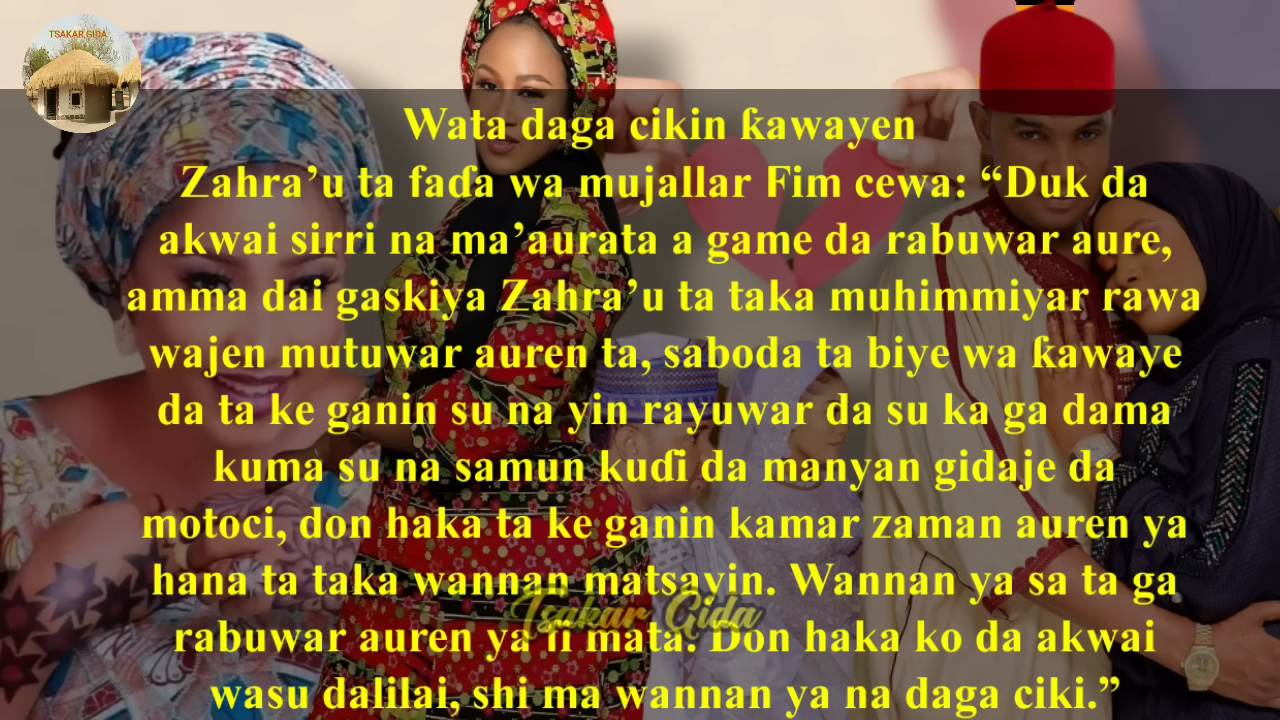 TSAKAR GIDA
Wata daga cikin ƙawayen
Zahra’u ta faɗa wa mujallar Fim cewa: “Duk da
akwai sirri na ma’aurata a game da rabuwar aure,
amma dai gaskiya Zahra’u ta taka muhimmiyar rawa
wajen mutuwar auren ta, saboda ta biye wa ƙawaye
da ta ke ganin su na yin rayuwar da su ka ga dama
kuma su na samun kuɗi da manyan gidaje da
motoci, don haka ta ke ganin kamar zaman auren ya
hana ta taka wannan matsayin. Wannan ya sa ta ga
rabuwar auren ya fi mata. Don haka ko da akwai
wasu dalilai, shi ma wannan ya na daga ciki.”
Tsakar Gida